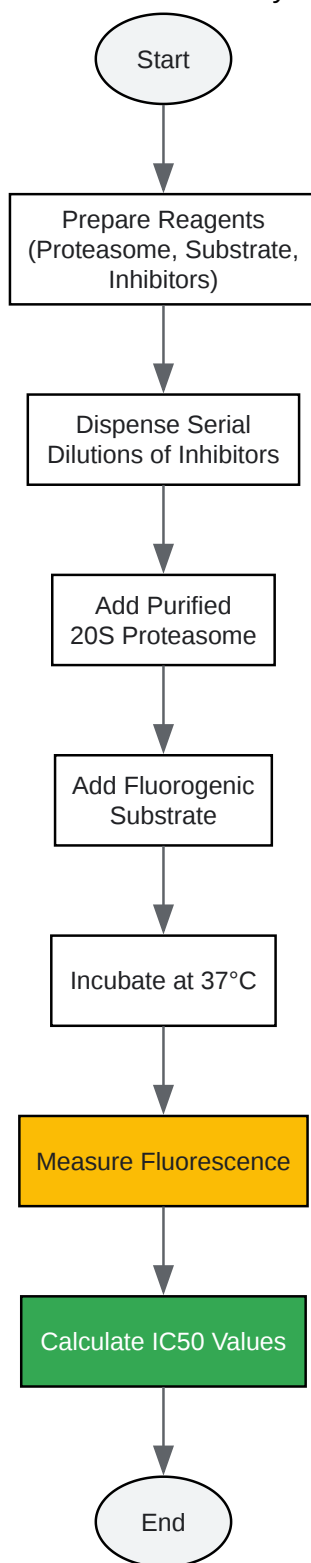 Start
Prepare Reagents
(Proteasome, Substrate,
Inhibitors)
Dispense Serial
Dilutions of Inhibitors
Add Purified
20S Proteasome
Add Fluorogenic
Substrate
Incubate at 37°C
Measure Fluorescence
Calculate IC50 Values
End